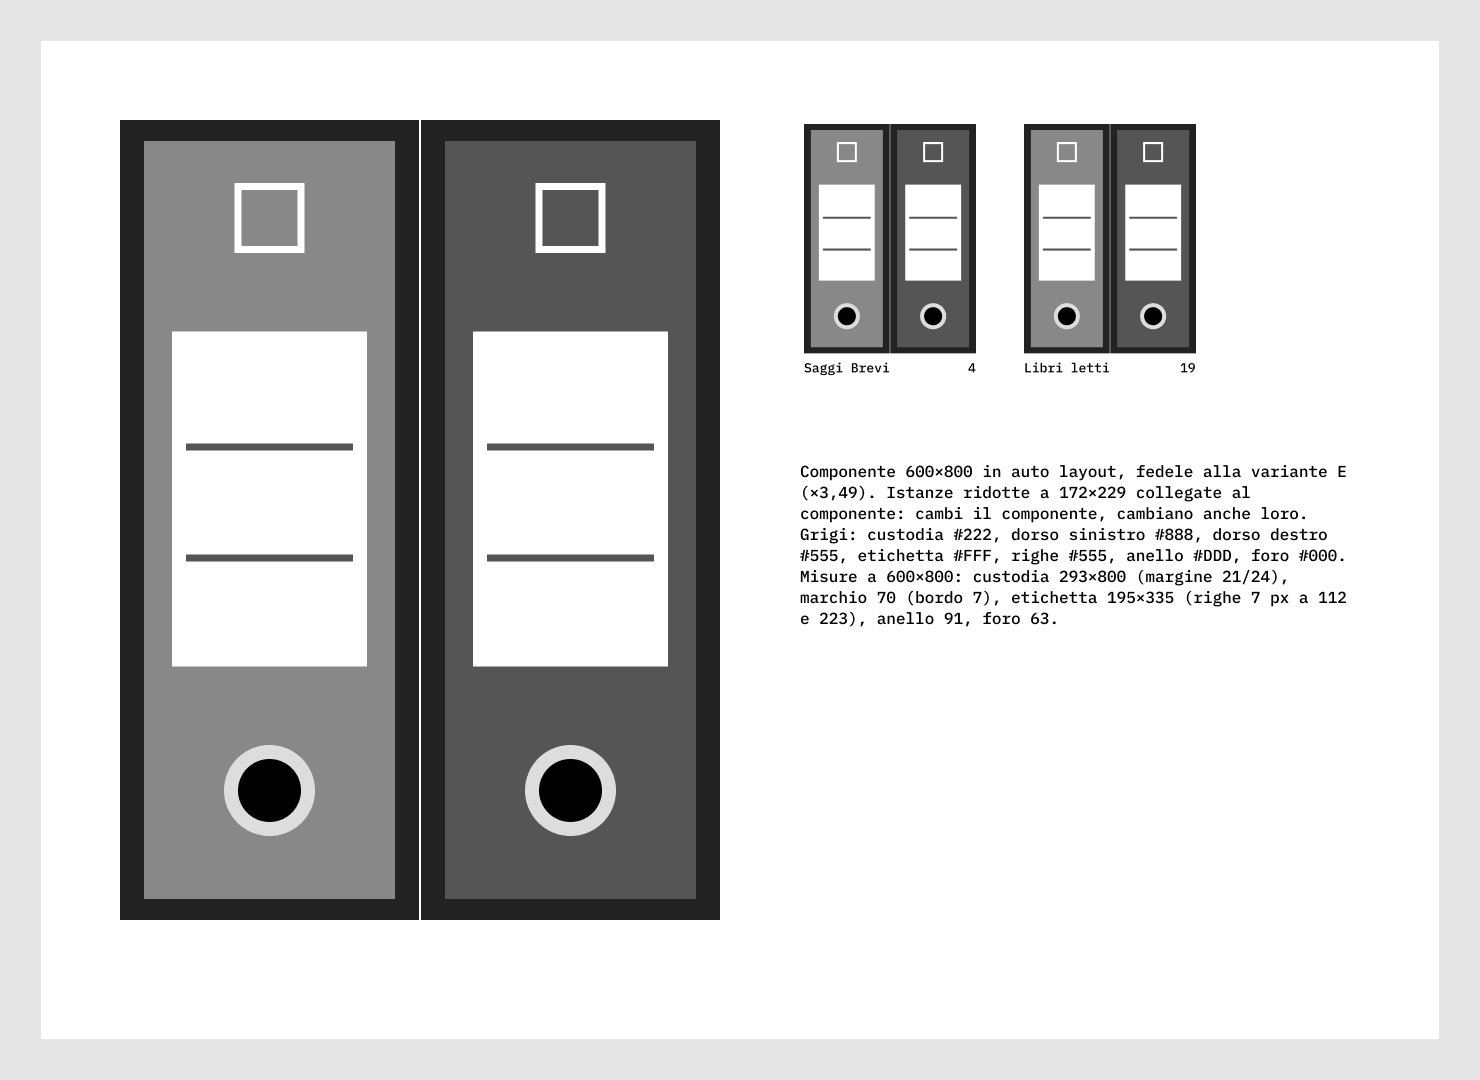 Saggi Brevi 4
Libri letti 19
Componente 600×800 in auto layout, fedele alla variante E
(×3,49). Istanze ridotte a 172×229 collegate al
componente: cambi il componente, cambiano anche loro.
Grigi: custodia #222, dorso sinistro #888, dorso destro
#555, etichetta #FFF, righe #555, anello #DDD, foro #000.
Misure a 600×800: custodia 293×800 (margine 21/24),
marchio 70 (bordo 7), etichetta 195×335 (righe 7 px a 112
e 223), anello 91, foro 63.